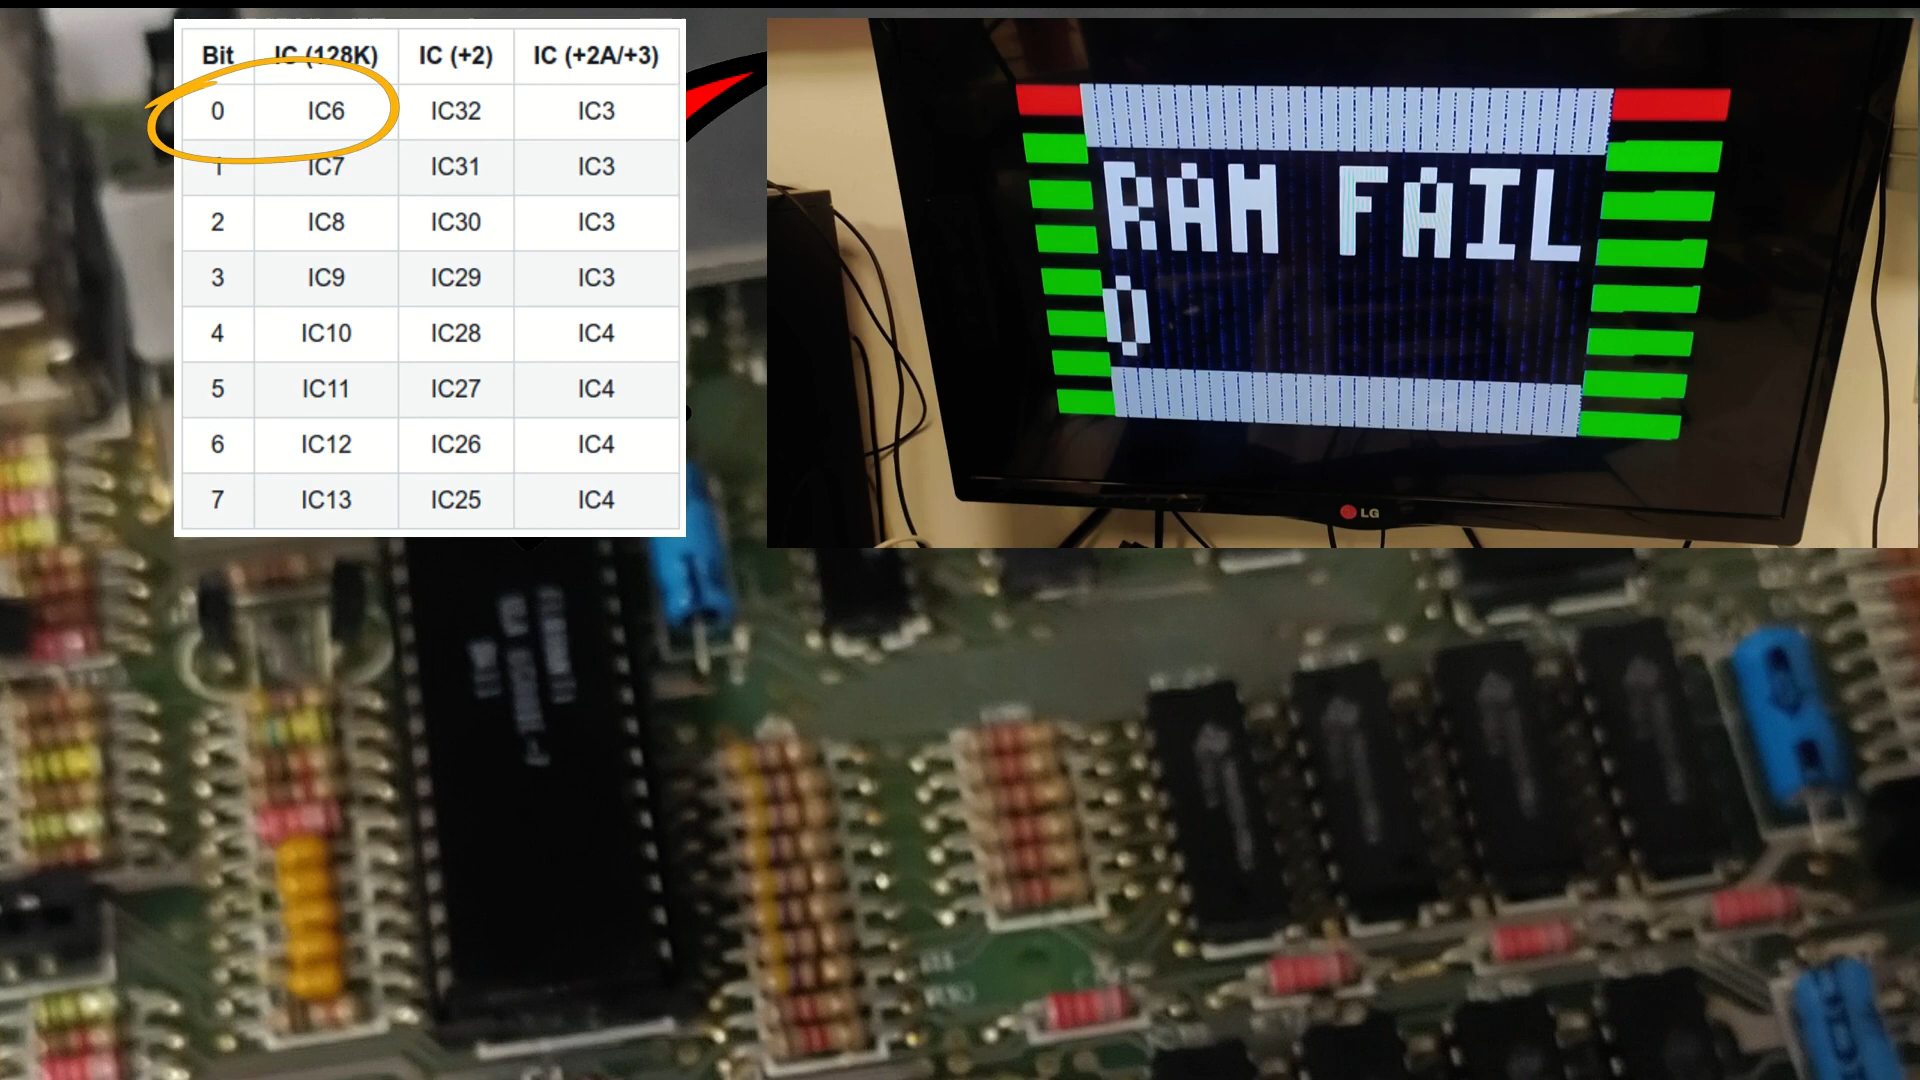 Bit IC (128K) IC (+2) IC (+2A/+3)
0 IC6 IC32 IC3
1 IC7 IC31 IC3
2 IC8 IC30 IC3
3 IC9 IC29 IC3
4 IC10 IC28 IC4
5 IC11 IC27 IC4
6 IC12 IC26 IC4
7 IC13 IC25 IC4
RAM FAIL
0
LG